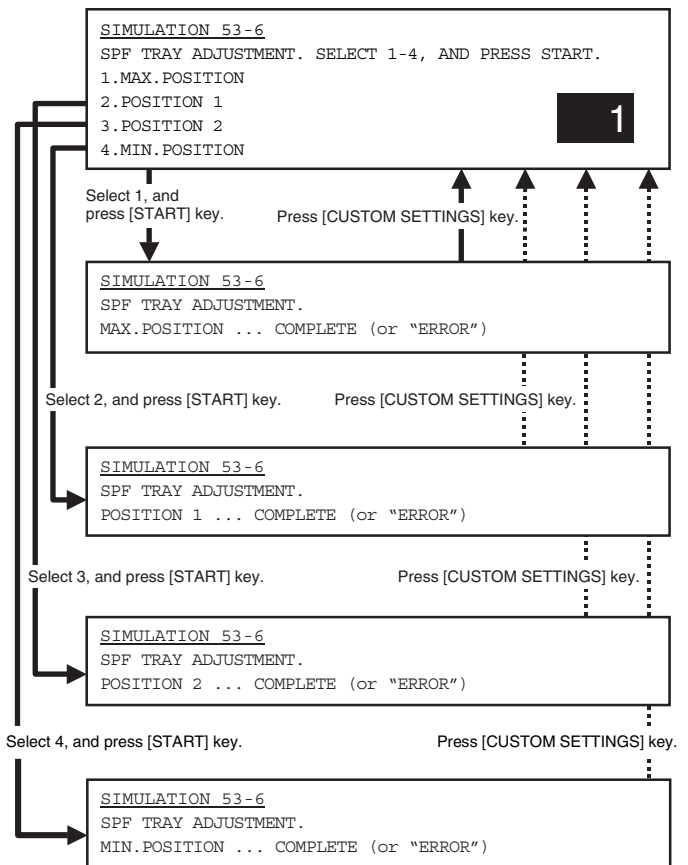 SIMULATION 53-6
SPF TRAY ADJUSTMENT. SELECT 1-4, AND PRESS START.
1.MAX.POSITION
2.POSITION 1
3.POSITION 2
4.MIN.POSITION
1
Select 1, and
press [START] key.
Press [CUSTOM SETTINGS] key.
SIMULATION 53-6
SPF TRAY ADJUSTMENT.
MAX.POSITION ... COMPLETE (or “ERROR”)
Select 2, and press [START] key.
Press [CUSTOM SETTINGS] key.
SIMULATION 53-6
SPF TRAY ADJUSTMENT.
POSITION 1 ... COMPLETE (or “ERROR”)
Select 3, and press [START] key.
Press [CUSTOM SETTINGS] key.
SIMULATION 53-6
SPF TRAY ADJUSTMENT.
POSITION 2 ... COMPLETE (or “ERROR”)
Select 4, and press [START] key.
Press [CUSTOM SETTINGS] key.
SIMULATION 53-6
SPF TRAY ADJUSTMENT.
MIN.POSITION ... COMPLETE (or “ERROR”)